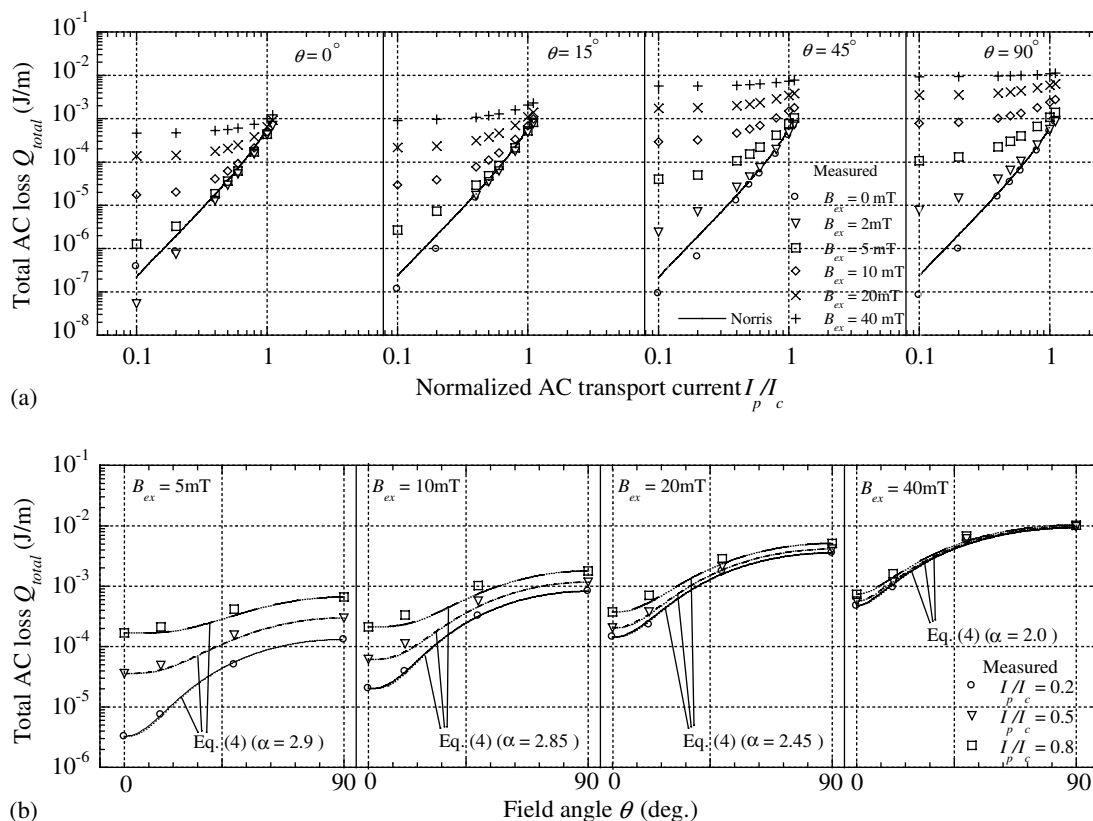 (a)
Total AC loss Q_total (J/m)
10^-1
10^-2
10^-3
10^-4
10^-5
10^-6
10^-7
10^-8
θ = 0°
θ = 15°
θ = 45°
θ = 90°
Measured
B_ex = 0 mT
B_ex = 2mT
B_ex = 5 mT
B_ex = 10 mT
B_ex = 20mT
Norris
B_ex = 40 mT
0.1 1 0.1 1 0.1 1 0.1 1
Normalized AC transport current I_p/I_c
(b)
Total AC loss Q_total (J/m)
10^-1
10^-2
10^-3
10^-4
10^-5
10^-6
B_ex = 5mT
B_ex = 10mT
B_ex = 20mT
B_ex = 40mT
Eq. (4) (α = 2.9 )
Eq. (4) (α = 2.85 )
Eq. (4) (α = 2.45 )
Eq. (4) (α = 2.0 )
Measured
I_p/I_c = 0.2
I_p/I_c = 0.5
I_p/I_c = 0.8
0 90 0 90 0 90 0 90
Field angle θ (deg.)